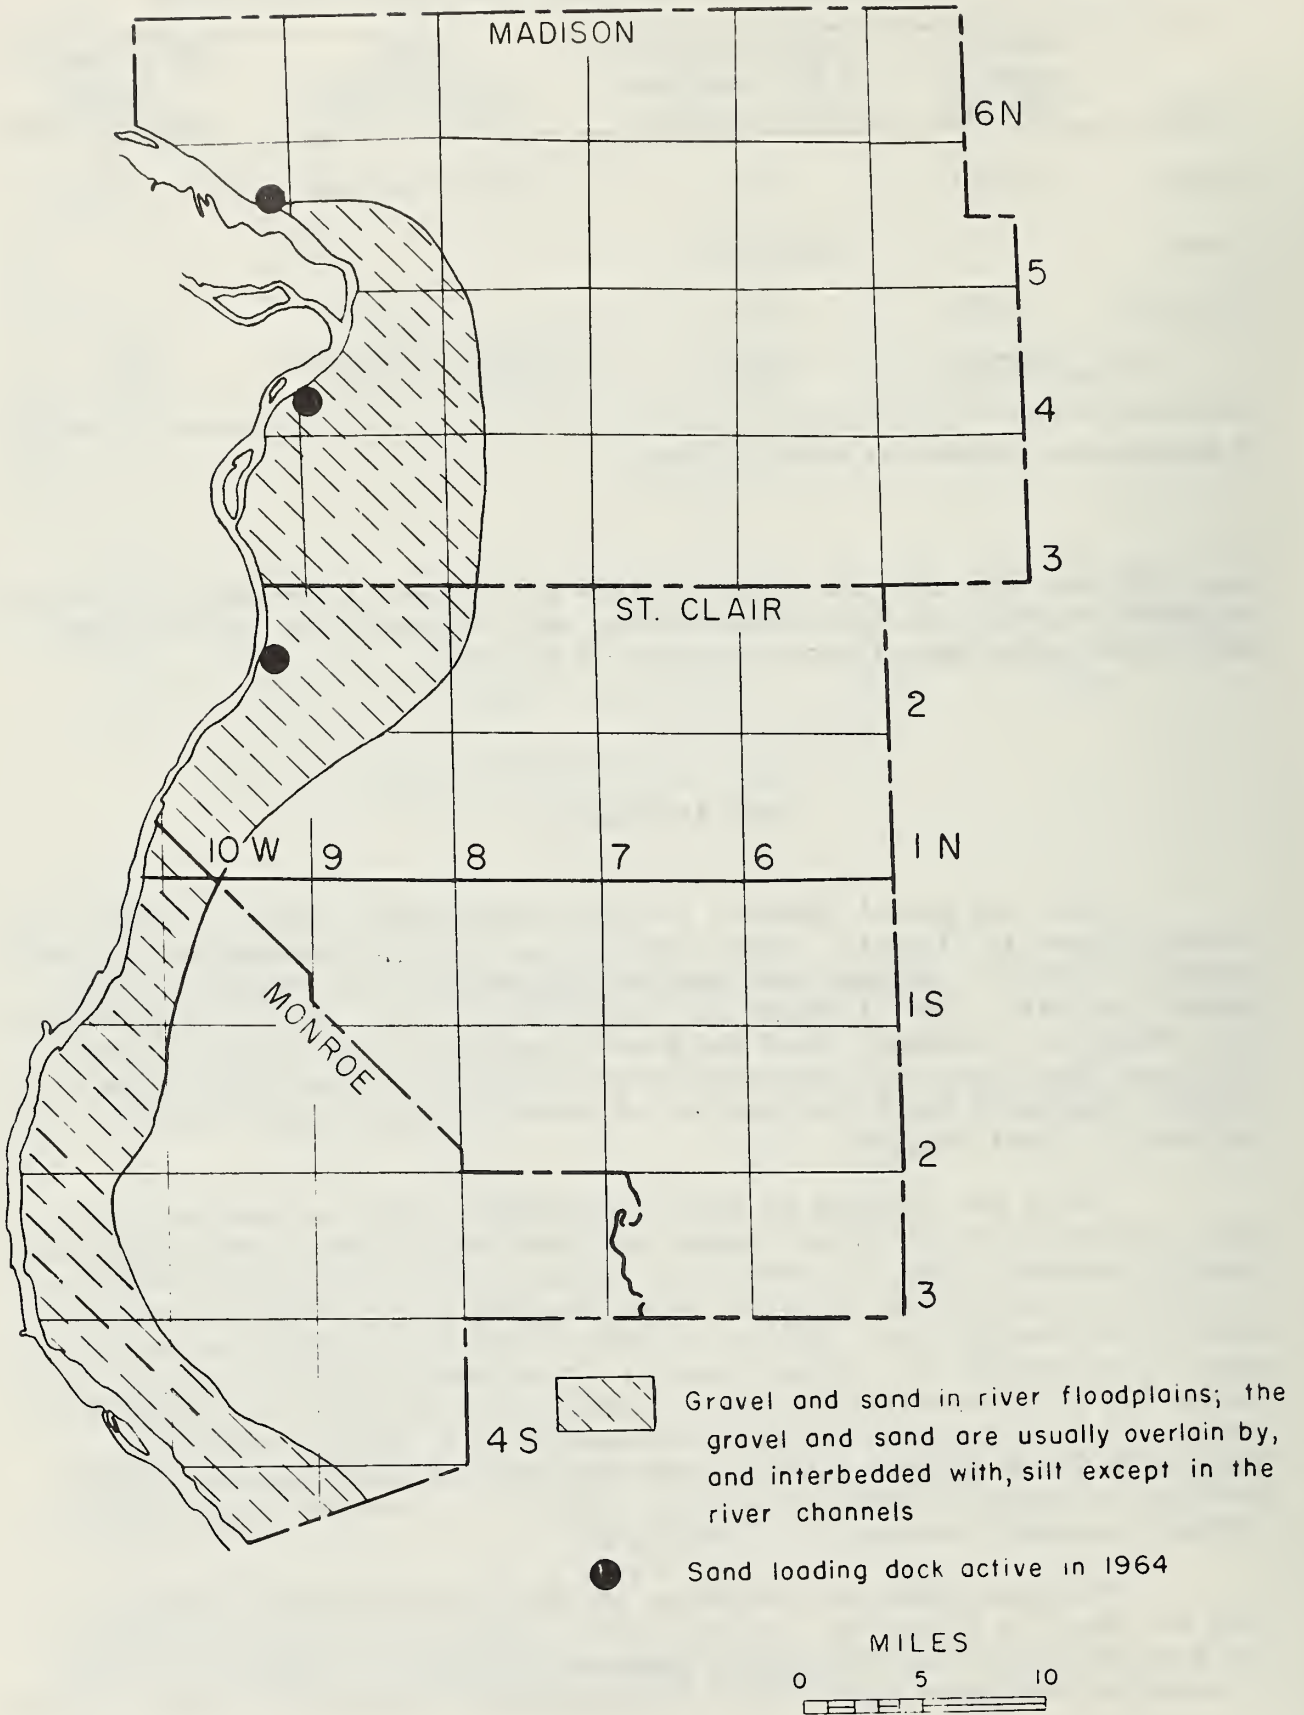 MADISON
6N
5
4
3
ST. CLAIR
2
10 W 9 8 7 6 1 N
1 S
MONROE
2
3
4 S
Gravel and sand in river floodplains; the
gravel and sand are usually overlain by,
and interbedded with, silt except in the
river channels
Sand loading dock active in 1964
MILES
0 5 10